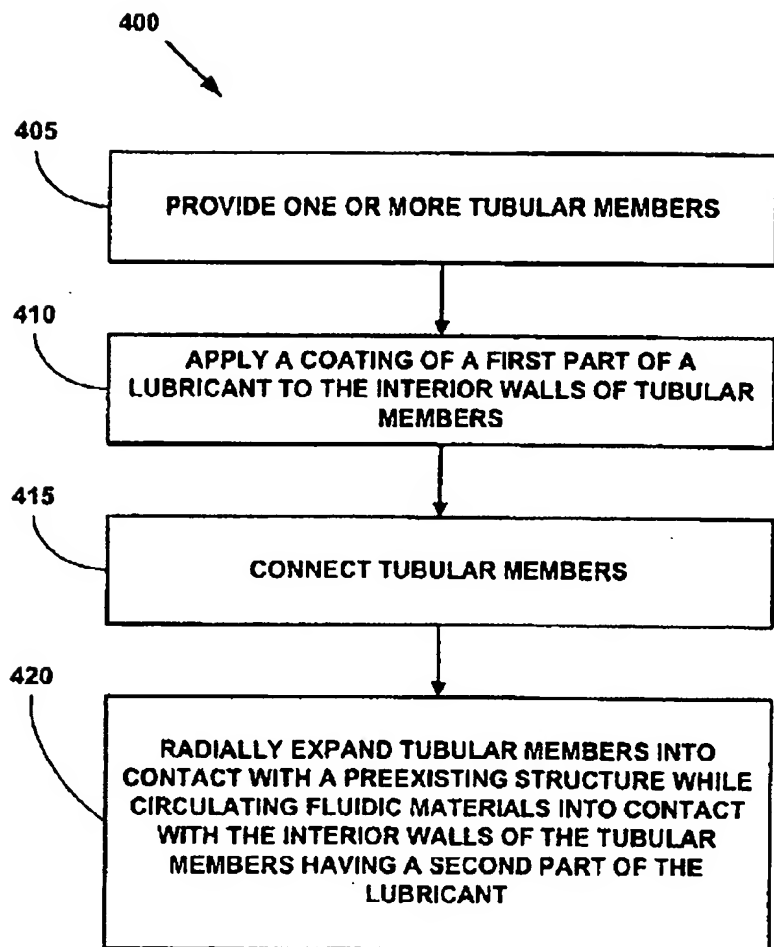 400
405
PROVIDE ONE OR MORE TUBULAR MEMBERS
410
APPLY A COATING OF A FIRST PART OF A
LUBRICANT TO THE INTERIOR WALLS OF TUBULAR
MEMBERS
415
CONNECT TUBULAR MEMBERS
420
RADIALLY EXPAND TUBULAR MEMBERS INTO
CONTACT WITH A PREEXISTING STRUCTURE WHILE
CIRCULATING FLUIDIC MATERIALS INTO CONTACT
WITH THE INTERIOR WALLS OF THE TUBULAR
MEMBERS HAVING A SECOND PART OF THE
LUBRICANT